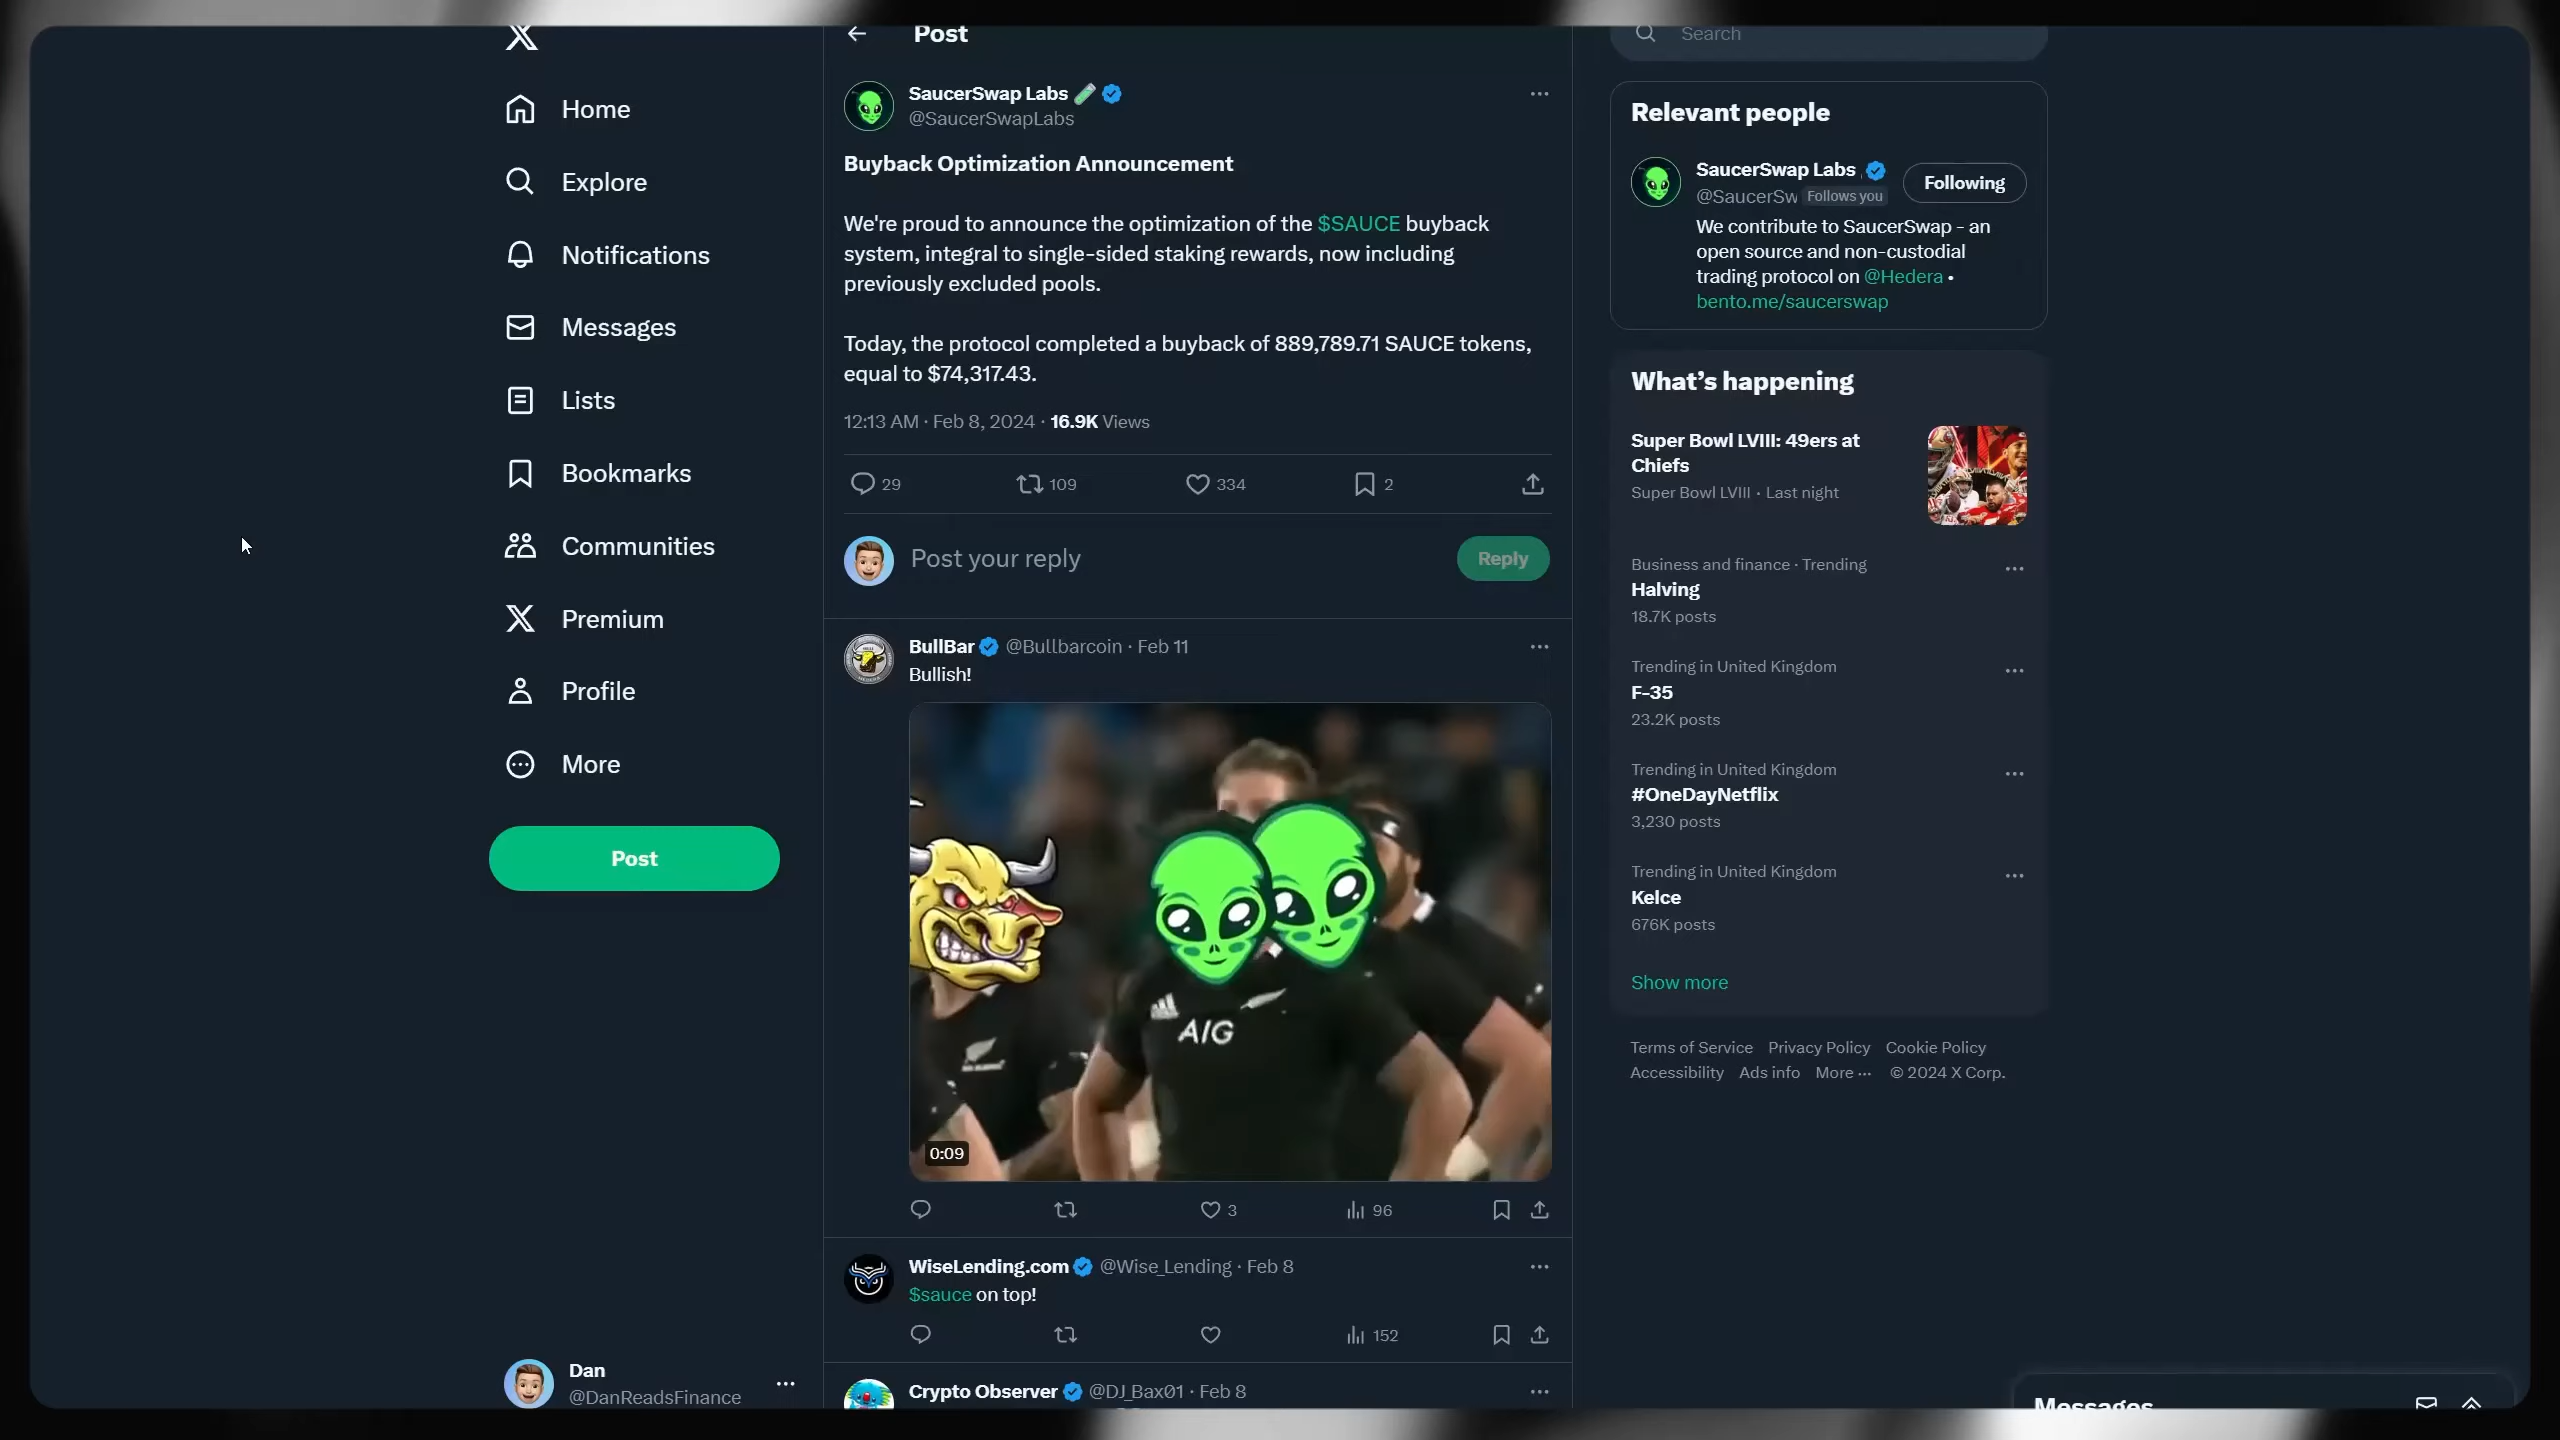 Home
Explore
Notifications
Messages
Lists
Bookmarks
Communities
Premium
Profile
More
Post
Dan
@DanReadsFinance
Post
SaucerSwap Labs
@SaucerSwapLabs
Buyback Optimization Announcement
We're proud to announce the optimization of the $SAUCE buyback
system, integral to single-sided staking rewards, now including
previously excluded pools.
Today, the protocol completed a buyback of 889,789.71 SAUCE tokens,
equal to $74,317.43.
12:13 AM · Feb 8, 2024 · 16.9K Views
29 109 334 2
Post your reply
Reply
BullBar @Bullbarcoin · Feb 11
Bullish!
AIG
0:09
3 96
WiseLending.com @Wise_Lending · Feb 8
$sauce on top!
152
Crypto Observer @DJ_Bax01 · Feb 8
Search
Relevant people
SaucerSwap Labs
Following
@SaucerSw Follows you
We contribute to SaucerSwap - an
open source and non-custodial
trading protocol on @Hedera •
bento.me/saucerswap
What's happening
Super Bowl LVIII: 49ers at
Chiefs
Super Bowl LVIII · Last night
Business and finance · Trending
Halving
18.7K posts
Trending in United Kingdom
F-35
23.2K posts
Trending in United Kingdom
#OneDayNetflix
3,230 posts
Trending in United Kingdom
Kelce
676K posts
Show more
Terms of Service Privacy Policy Cookie Policy
Accessibility Ads info More ··· © 2024 X Corp.
Messages